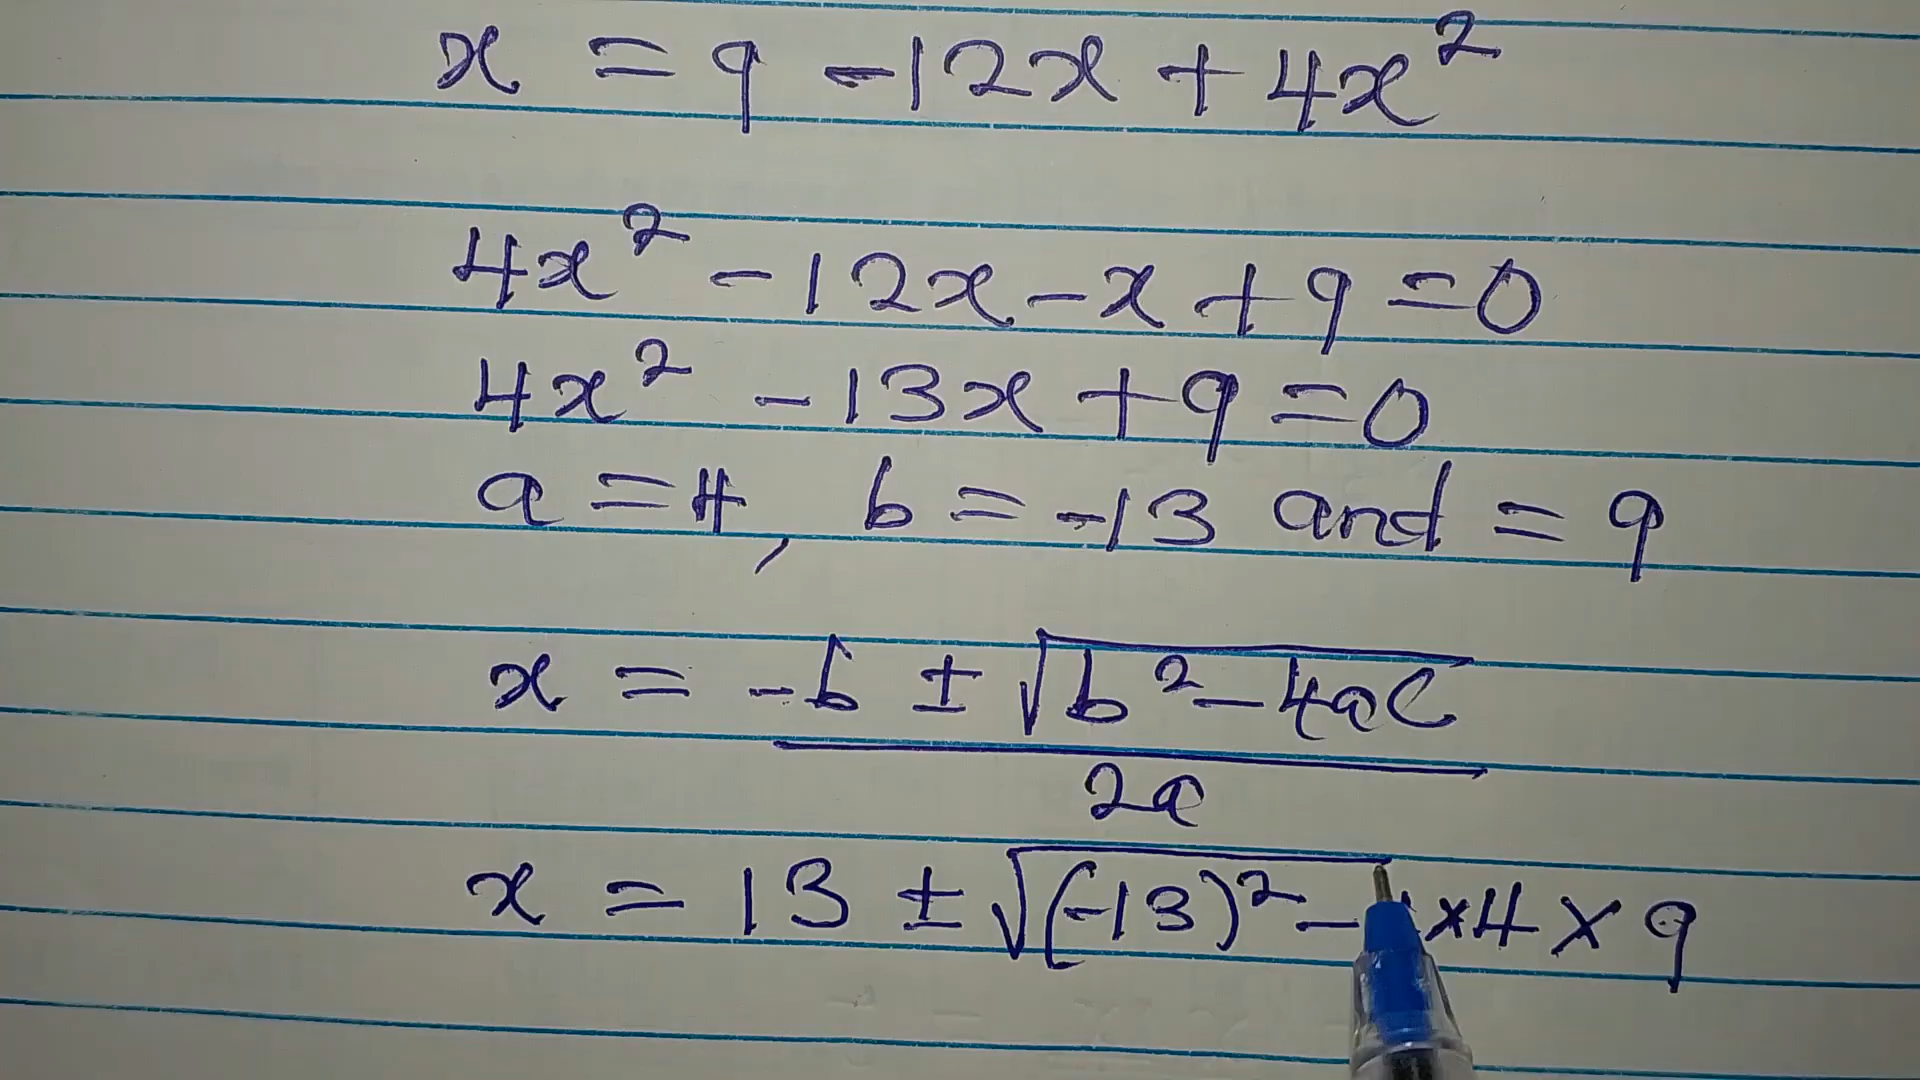 x = 9 - 12x + 4x²
4x² - 12x - x + 9 = 0
4x² - 13x + 9 = 0
a = 4, b = -13 and = 9
x = -b ± √b² - 4ac
2a
x = 13 ± √(-13)² - × 4 × 9